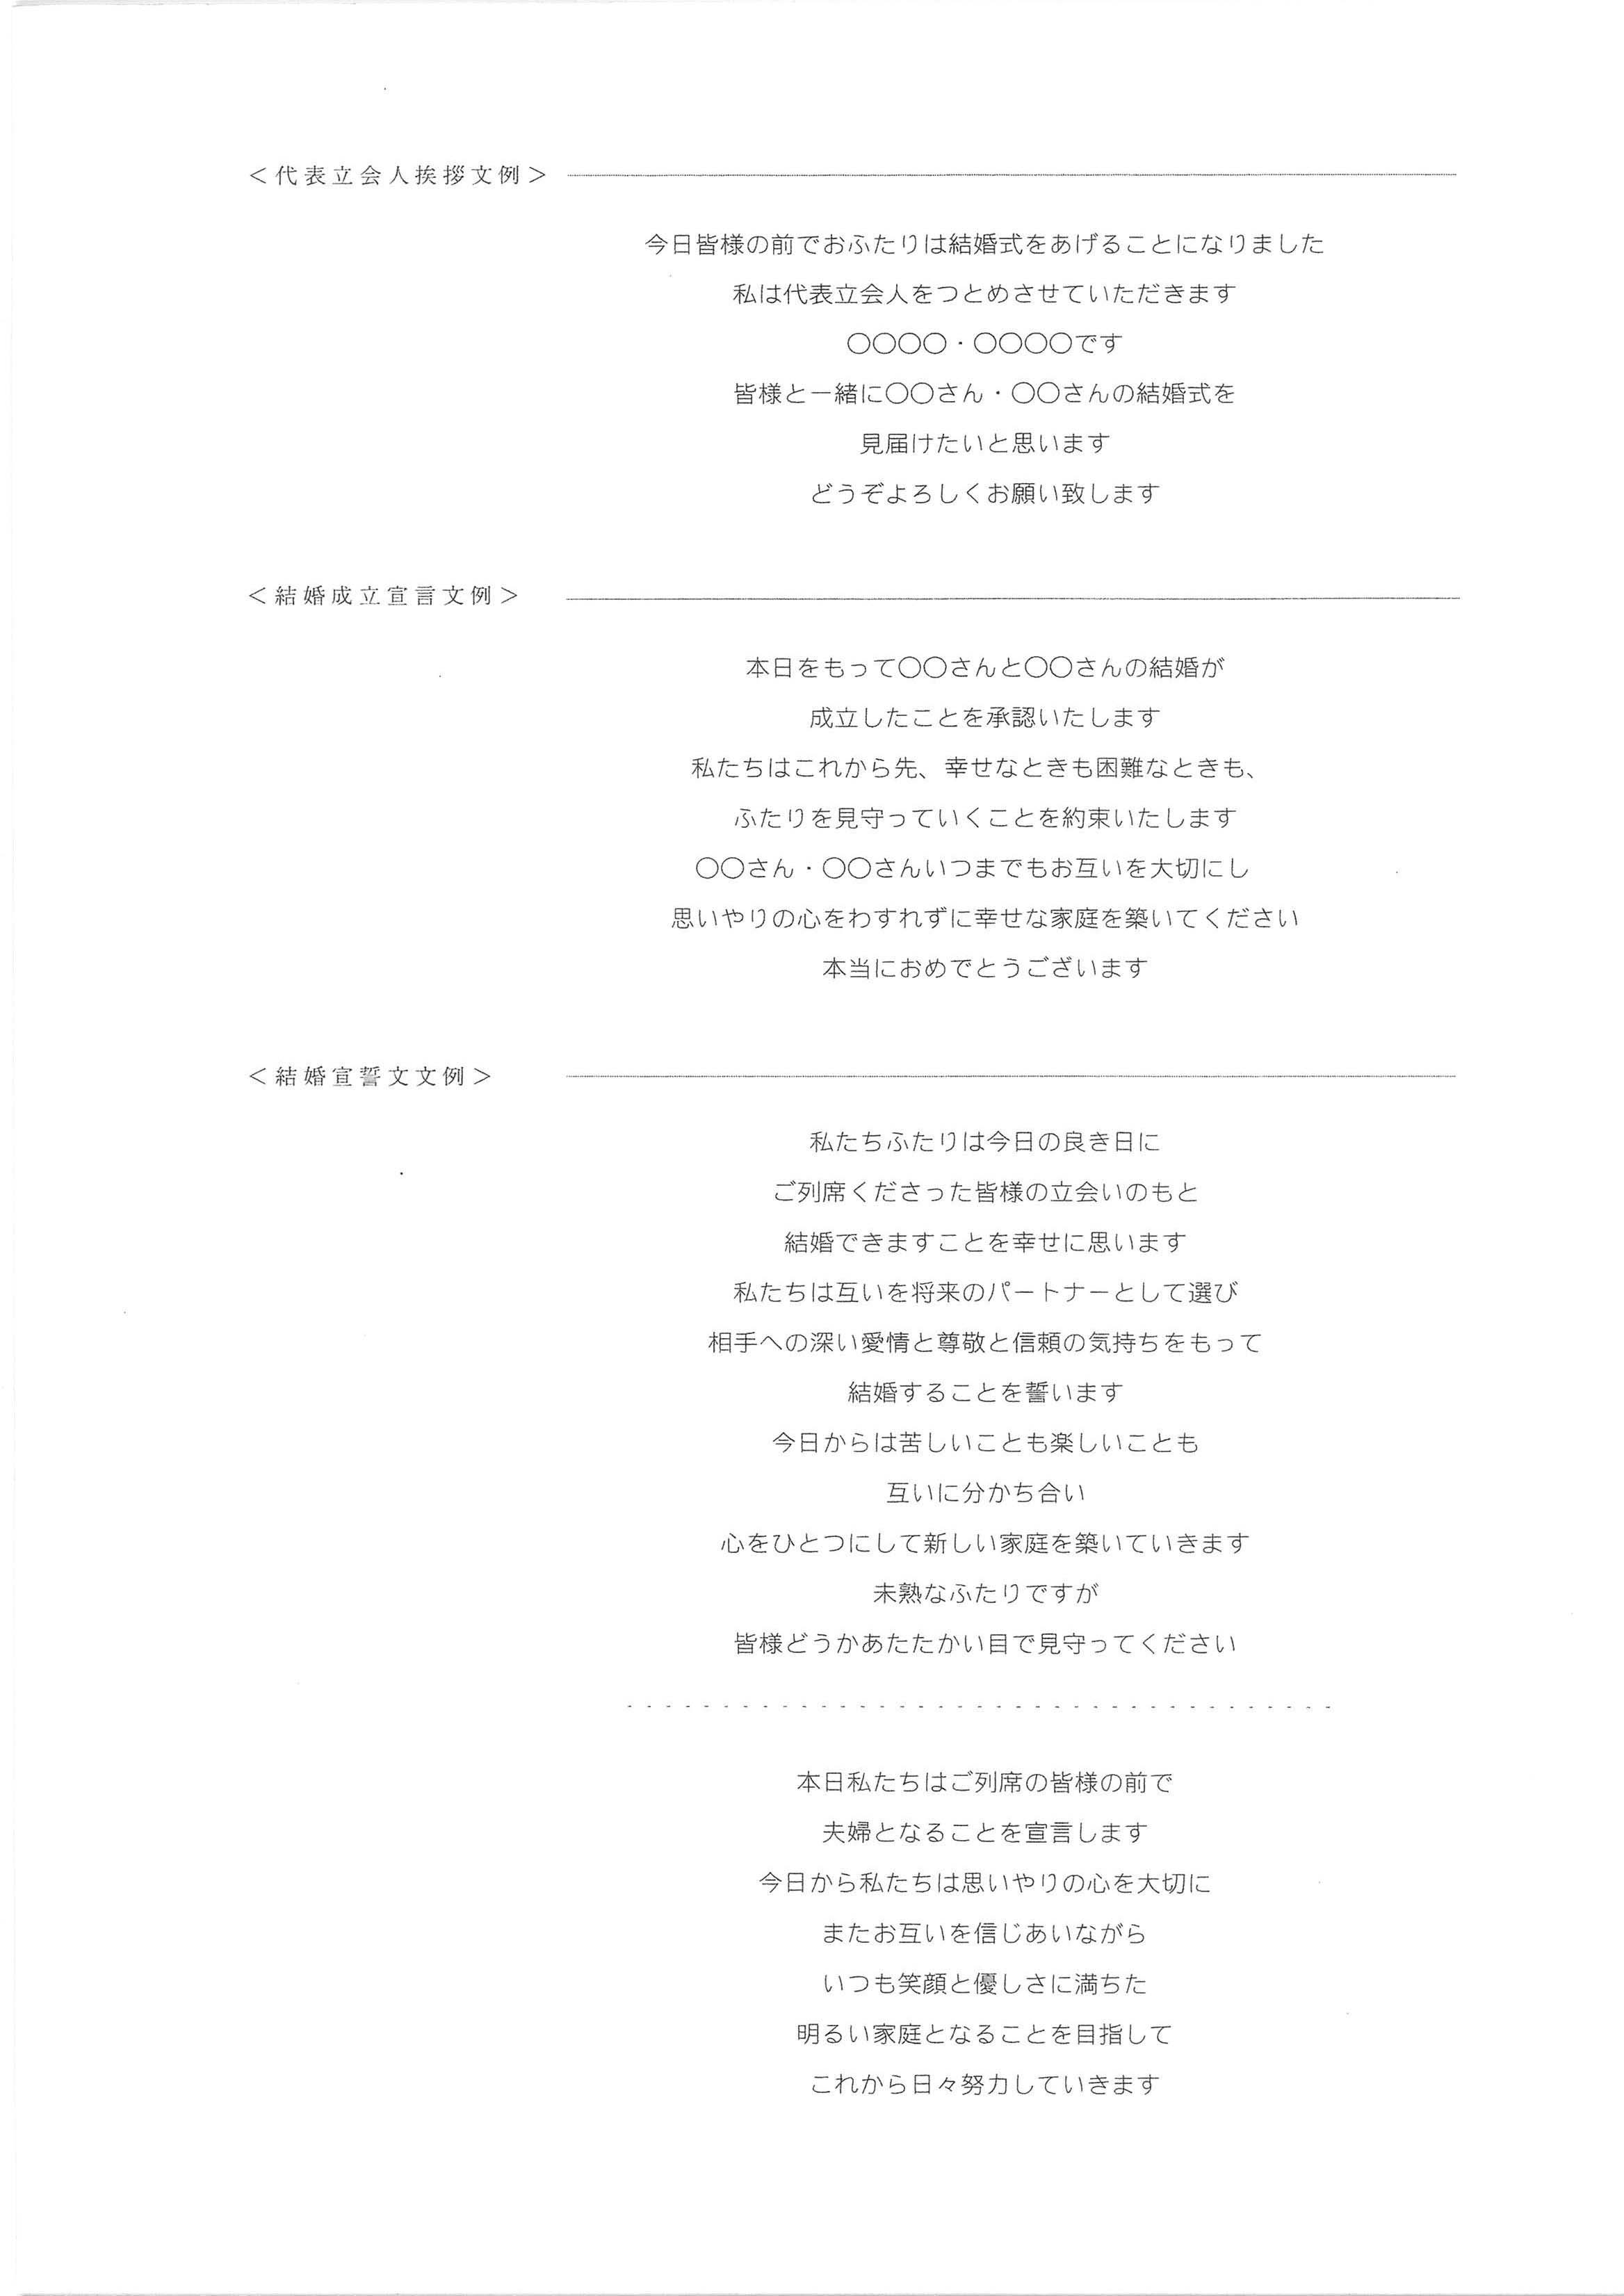 ＜代表立会人挨拶文例＞
今日皆様の前でおふたりは結婚式をあげることになりました
私は代表立会人をつとめさせていただきます
〇〇〇〇・〇〇〇〇です
皆様と一緒に〇〇さん・〇〇さんの結婚式を
見届けたいと思います
どうぞよろしくお願い致します
＜結婚成立宣言文例＞
本日をもって〇〇さんと〇〇さんの結婚が
成立したことを承認いたします
私たちはこれから先、幸せなときも困難なときも、
ふたりを見守っていくことを約束いたします
〇〇さん・〇〇さんいつまでもお互いを大切にし
思いやりの心をわすれずに幸せな家庭を築いてください
本当におめでとうございます
＜結婚宣誓文文例＞
私たちふたりは今日の良き日に
ご列席くださった皆様の立会いのもと
結婚できますことを幸せに思います
私たちは互いを将来のパートナーとして選び
相手への深い愛情と尊敬と信頼の気持ちをもって
結婚することを誓います
今日からは苦しいことも楽しいことも
互いに分かち合い
心をひとつにして新しい家庭を築いていきます
未熟なふたりですが
皆様どうかあたたかい目で見守ってください
本日私たちはご列席の皆様の前で
夫婦となることを宣言します
今日から私たちは思いやりの心を大切に
またお互いを信じあいながら
いつも笑顔と優しさに満ちた
明るい家庭となることを目指して
これから日々努力していきます